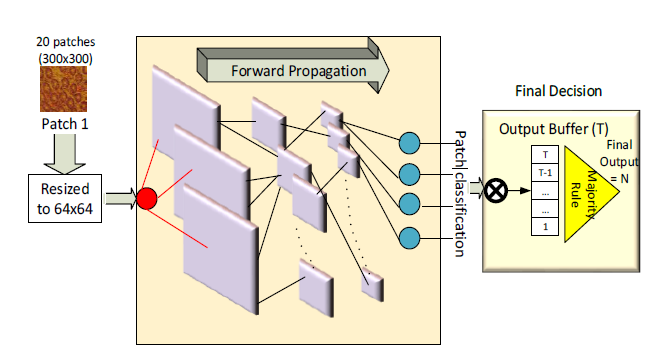 20 patches
(300x300)
Patch 1
Resized
to 64x64
Forward Propagation
Patch classification
Final Decision
Output Buffer (T)
T
T-1
...
...
1
Majority
Rule
Final
Output
= N